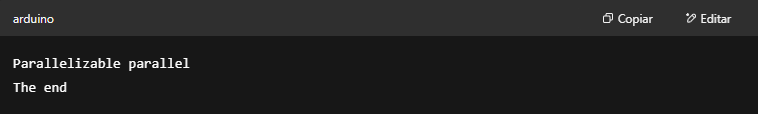 arduino Copiar Editar
Parallelizable parallel
The end